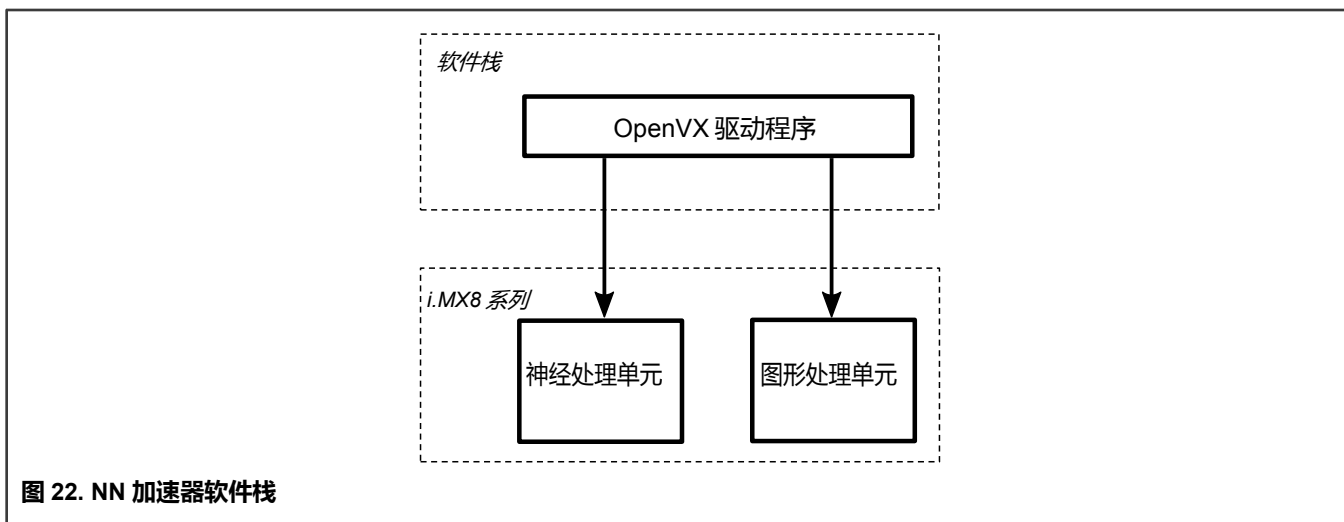 软件栈
OpenVX 驱动程序
i.MX8 系列
神经处理单元
图形处理单元
图 22. NN 加速器软件栈